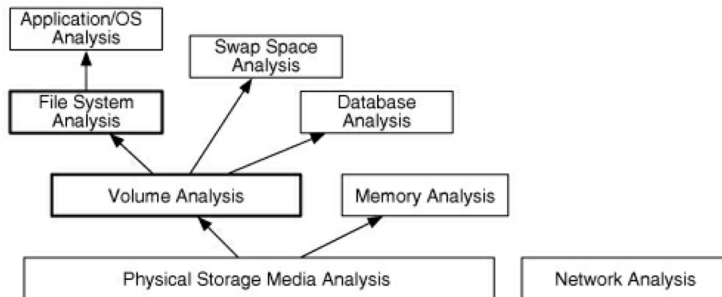 Application/OS
Analysis
Swap Space
Analysis
File System
Analysis
Database
Analysis
Volume Analysis
Memory Analysis
Physical Storage Media Analysis
Network Analysis